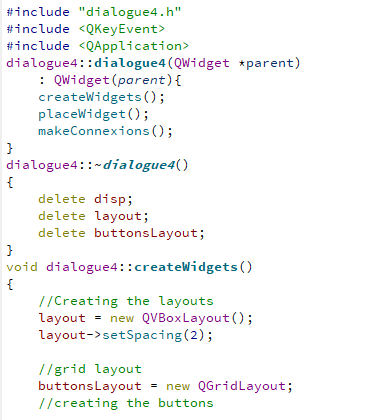 #include "dialogue4.h"
#include <QKeyEvent>
#include <QApplication>
dialogue4::dialogue4(QWidget *parent)
    : QWidget(parent){
    createWidgets();
    placeWidget();
    makeConnexions();
}
dialogue4::~dialogue4()
{
    delete disp;
    delete layout;
    delete buttonsLayout;
}
void dialogue4::createWidgets()
{
    //Creating the layouts
    layout = new QVBoxLayout();
    layout->setSpacing(2);

    //grid layout
    buttonsLayout = new QGridLayout;
    //creating the buttons